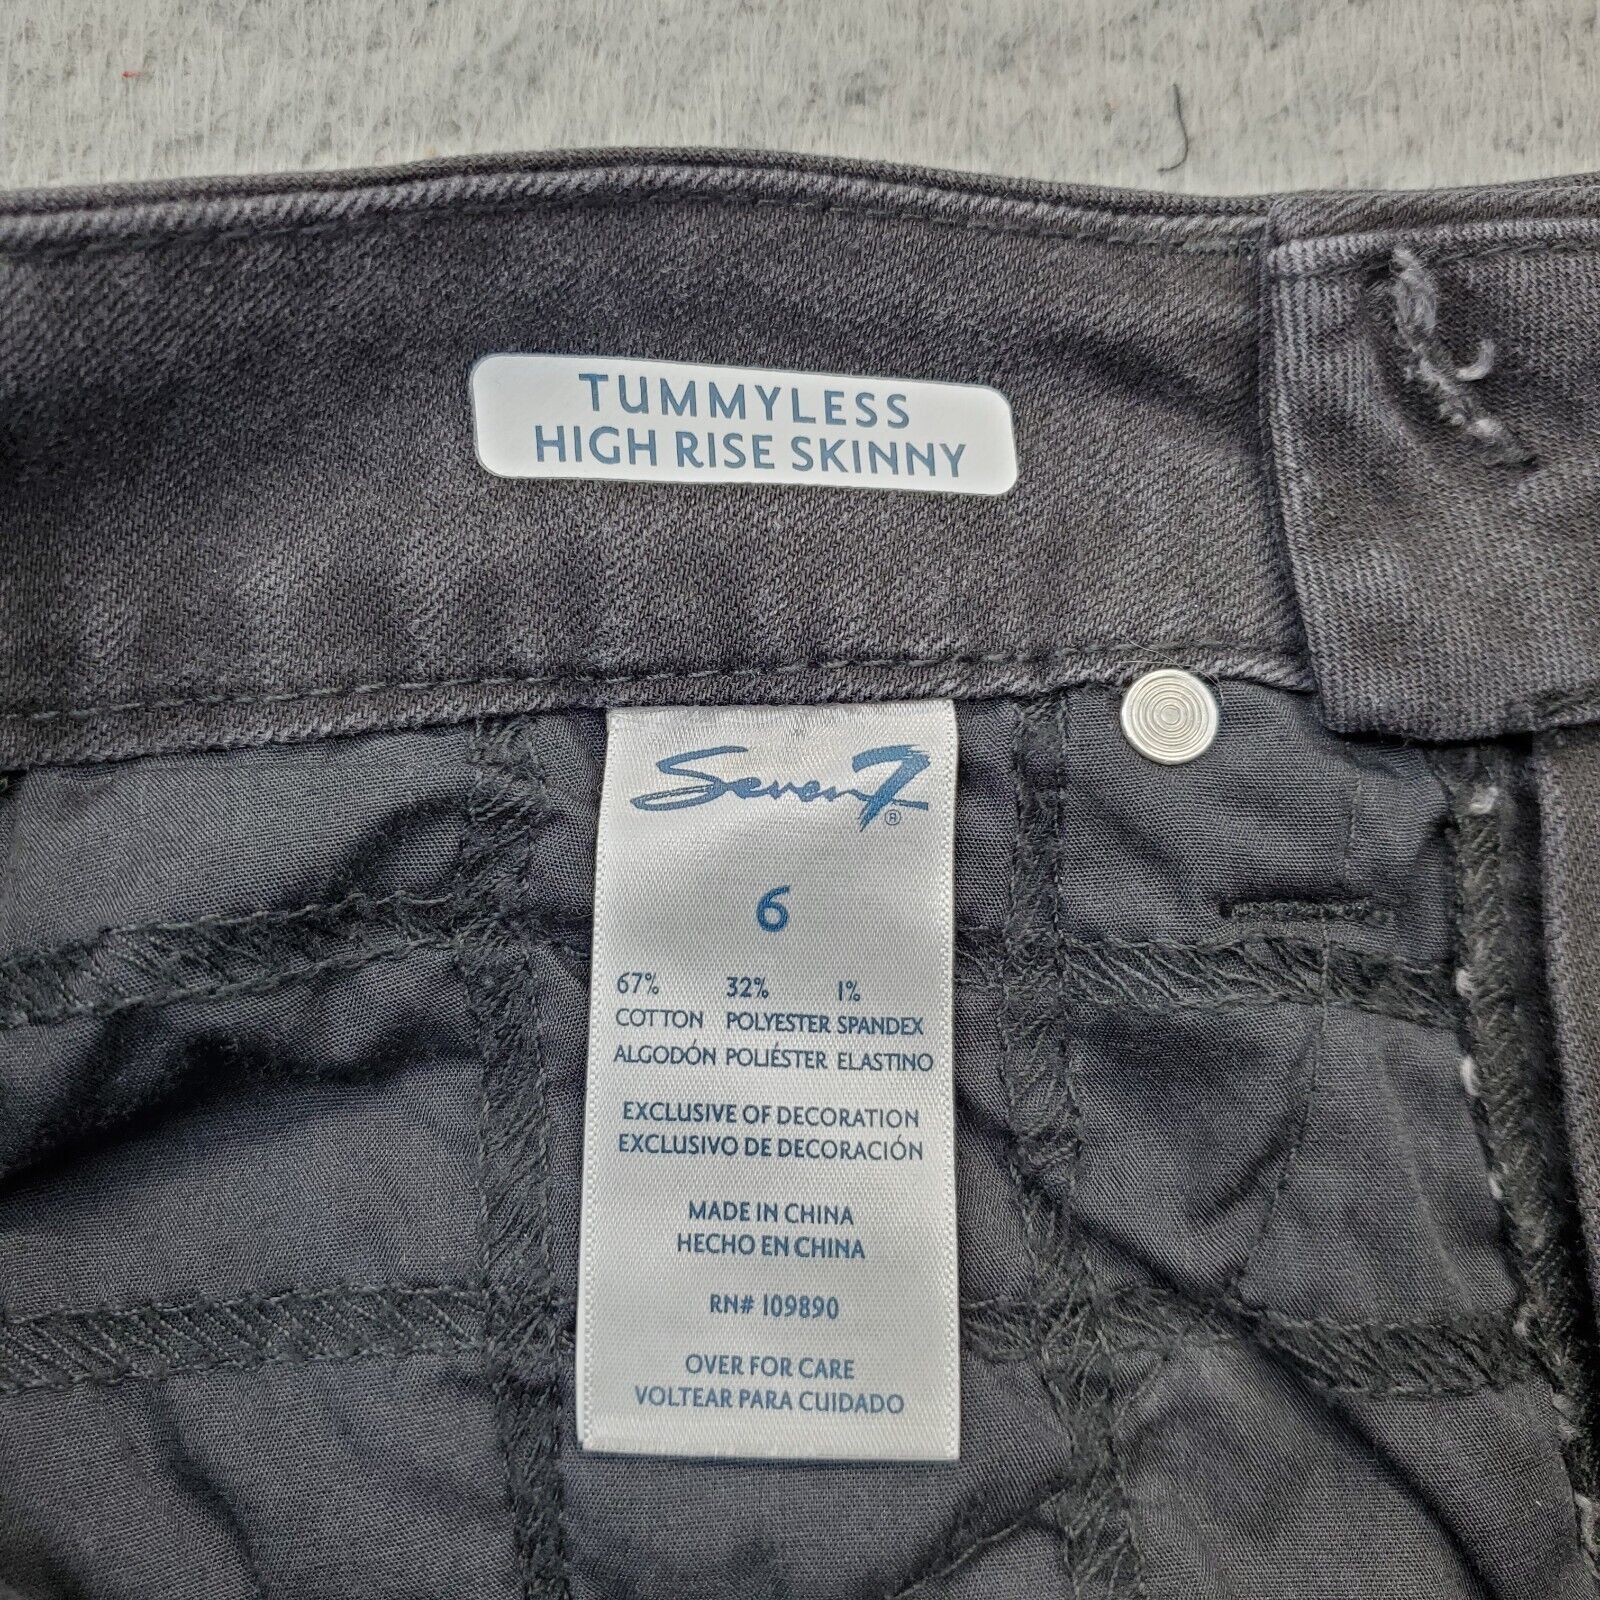 TUMMYLESS
HIGH RISE SKINNY
Seven7®
6
67% 32% 1%
COTTON POLYESTER SPANDEX
ALGODÓN POLIÉSTER ELASTINO
EXCLUSIVE OF DECORATION
EXCLUSIVO DE DECORACIÓN
MADE IN CHINA
HECHO EN CHINA
RN# 109890
OVER FOR CARE
VOLTEAR PARA CUIDADO